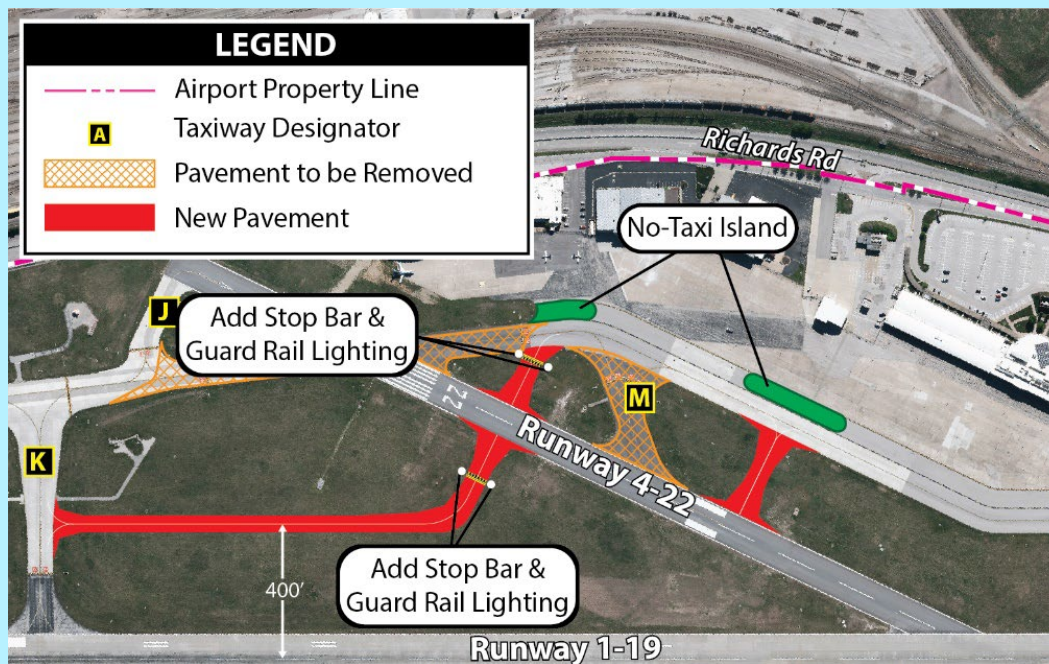 LEGEND
Airport Property Line
A
Taxiway Designator
Pavement to be Removed
New Pavement
Richards Rd
No-Taxi Island
J
Add Stop Bar &
Guard Rail Lighting
22
M
K
Runway 4-22
400'
Add Stop Bar &
Guard Rail Lighting
Runway 1-19